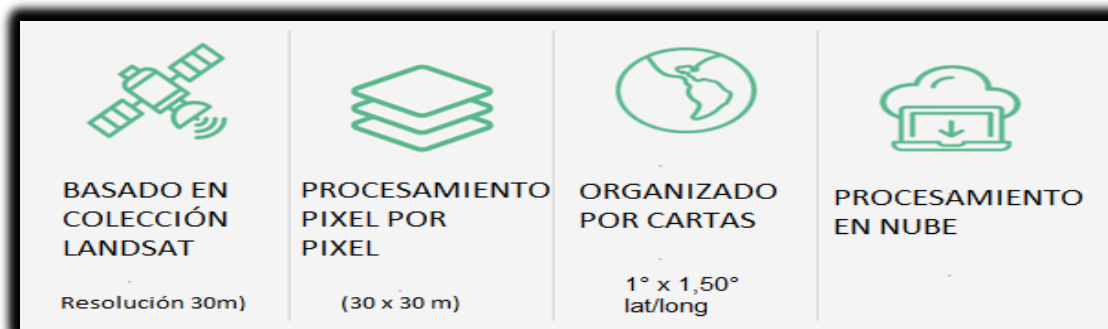 BASADO EN
COLECCIÓN
LANDSAT
Resolución 30m)
PROCESAMIENTO
PIXEL POR
PIXEL
(30 x 30 m)
ORGANIZADO
POR CARTAS
1° x 1,50°
lat/long
PROCESAMIENTO
EN NUBE